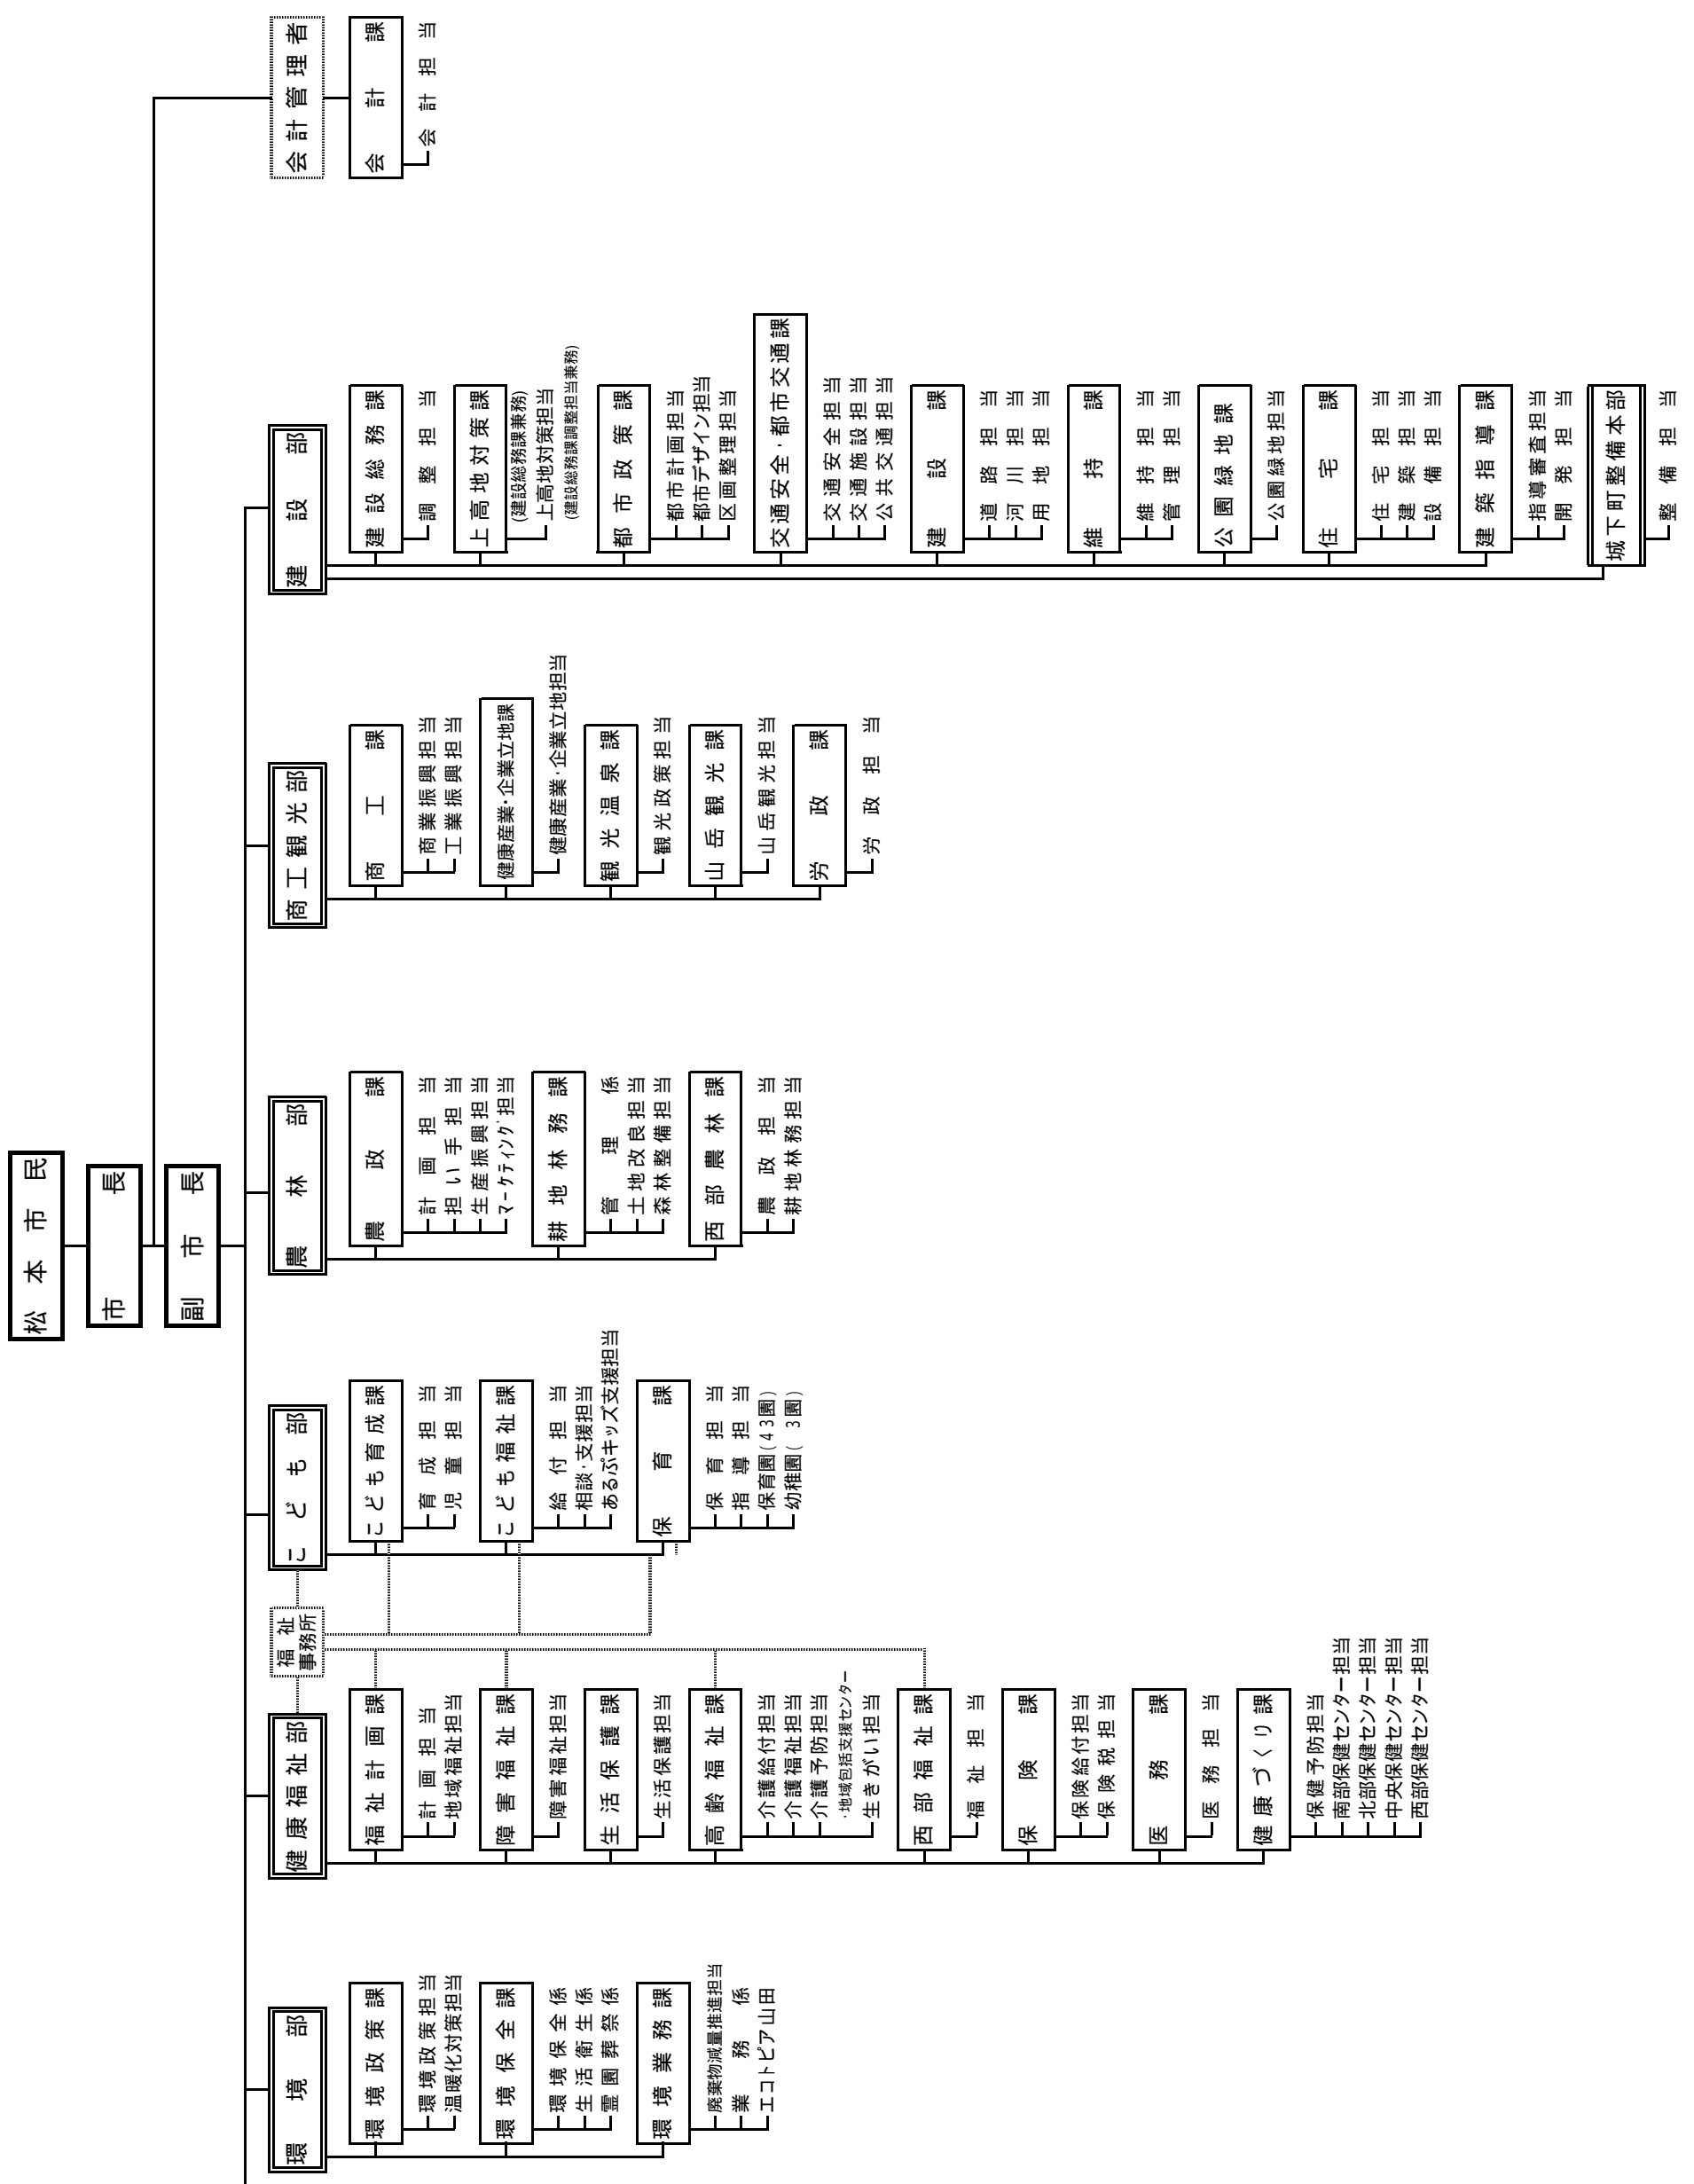 松本市民
市長
副市長
環境部
環境政策課
環境政策担当
温暖化対策担当
環境保全課
環境保全係
生活衛生係
霊園葬祭係
環境業務課
廃棄物減量推進担当
業務係
エコトピア山田
健康福祉部
福祉計画課
計画担当
地域福祉担当
障害福祉課
障害福祉担当
生活保護課
生活保護担当
高齢福祉課
介護給付担当
介護福祉担当
介護予防担当
・地域包括支援センター
生きがい担当
西部福祉課
福祉担当
保険課
保険給付担当
保険税担当
医務課
医務担当
健康づくり課
保健予防担当
南部保健センター担当
北部保健センター担当
中央保健センター担当
西部保健センター担当
福祉
事務所
こども部
こども育成課
育成担当
児童担当
こども福祉課
給付担当
相談・支援担当
あるぷキッズ支援担当
保育課
保育担当
指導担当
保育園(43園)
幼稚園( 3園)
農林部
農政課
計画担当
担い手担当
生産振興担当
マーケティング担当
耕地林務課
管理係
土地改良担当
森林整備担当
西部農林課
農政担当
耕地林務担当
商工観光部
商工課
商業振興担当
工業振興担当
健康産業・企業立地課
健康産業・企業立地担当
観光温泉課
観光政策担当
山岳観光課
山岳観光担当
労政課
労政担当
建設部
建設総務課
調整担当
上高地対策課
(建設総務課兼務)
上高地対策担当
(建設総務課調整担当兼務)
都市政策課
都市計画担当
都市デザイン担当
区画整理担当
交通安全・都市交通課
交通安全担当
交通施設担当
公共交通担当
建設課
道路担当
河川担当
用地担当
維持課
維持担当
管理担当
公園緑地課
公園緑地担当
住宅課
住宅担当
建築担当
設備担当
建築指導課
指導審査担当
開発担当
城下町整備本部
整備担当
会計管理者
会計課
会計担当